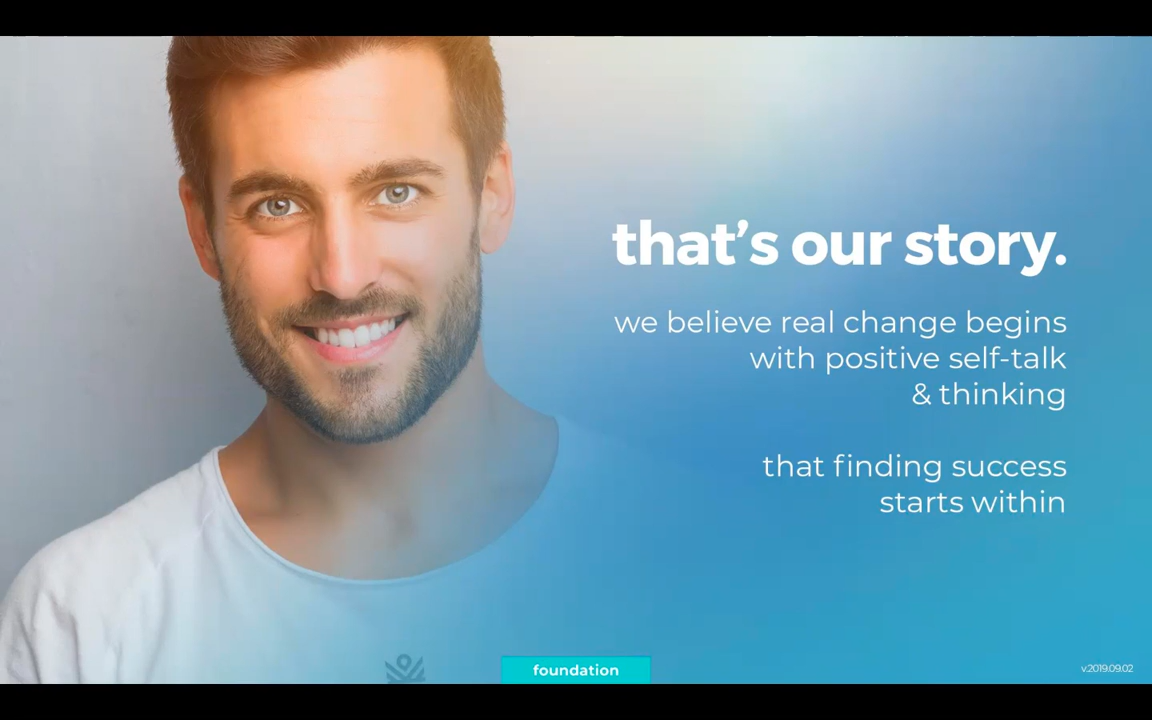 that's our story.
we believe real change begins
with positive self-talk
& thinking
that finding success
starts within
foundation
v.2019.09.02